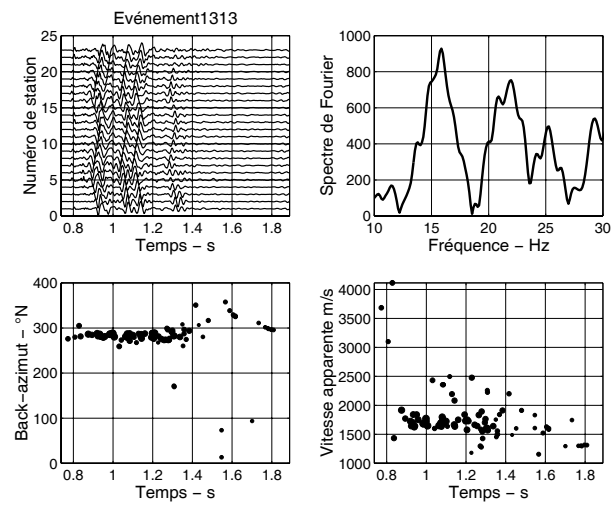 Evénement1313
25
20
15
10
5
0
Numéro de station
0.8 1 1.2 1.4 1.6 1.8
Temps − s
1000
800
600
400
200
0
Spectre de Fourier
10 15 20 25 30
Fréquence − Hz
400
300
200
100
0
Back−azimut − °N
0.8 1 1.2 1.4 1.6 1.8
Temps − s
4000
3500
3000
2500
2000
1500
1000
Vitesse apparente m/s
0.8 1 1.2 1.4 1.6 1.8
Temps − s